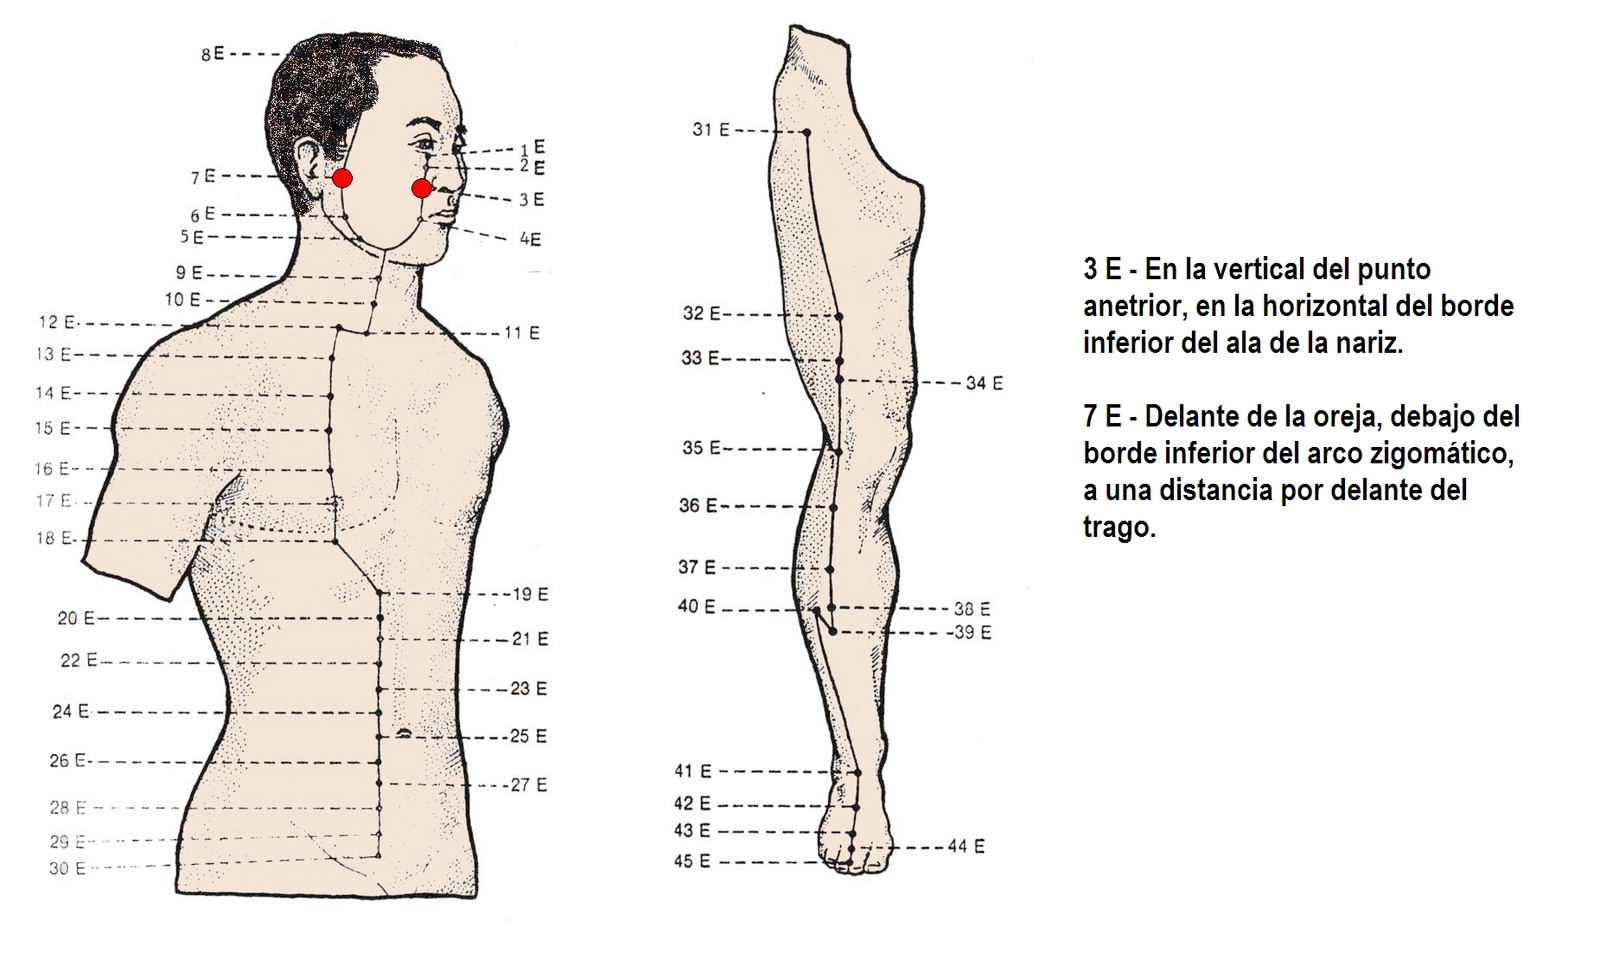 8E
1 E
2 E
7 E
3 E
6 E
5 E
4E
9 E
10 E
12 E
11 E
13 E
14 E
15 E
16 E
17 E
18 E
19 E
20 E
21 E
22 E
23 E
24 E
25 E
26 E
27 E
28 E
29 E
30 E
31 E
32 E
33 E
34 E
35 E
36 E
37 E
40 E
38 E
39 E
41 E
42 E
43 E
44 E
45 E
3 E - En la vertical del punto
anetrior, en la horizontal del borde
inferior del ala de la nariz.
7 E - Delante de la oreja, debajo del
borde inferior del arco zigomático,
a una distancia por delante del
trago.